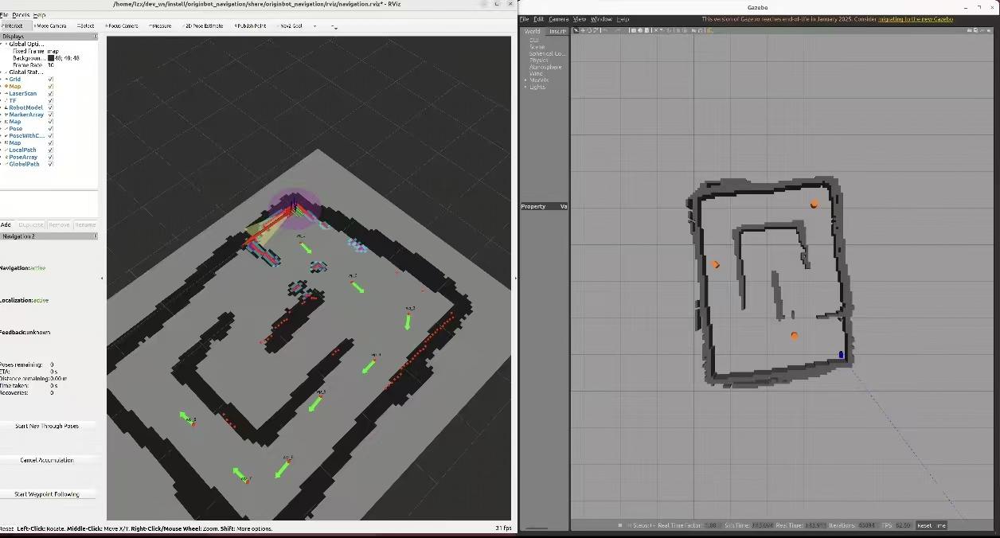 /home/lzx/dev_ws/install/originbot_navigation/share/originbot_navigation/rviz/navigation.rviz* - RViz
File Panels Help
Interact Move Camera Select Focus Camera Measure 2D Pose Estimate Publish Point Nav2 Goal
Displays
Global Opti...
Fixed Frame map
Backgroun... 48; 48; 48
Frame Rate 30
Global Stat...
Grid
Map
LaserScan
TF
RobotModel
MarkerArray
Map
Pose
PoseWithC...
Map
LocalPath
PoseArray
GlobalPath
Add Duplicate Remove Rename
Navigation 2
Navigation:active
Localization:active
Feedback:unknown
Poses remaining: 0
ETA: 0 s
Distance remaining:0.00 m
Time taken: 0 s
Recoveries: 0
Start Nav Through Poses
Cancel Accumulation
Start Waypoint Following
Reset Left-Click: Rotate. Middle-Click: Move X/Y. Right-Click/Mouse Wheel: Zoom. Shift: More options. 31 fps
Gazebo
File Edit Camera View Window Help
This version of Gazebo reaches end-of-life in January 2025. Consider migrating to the new Gazebo
World Insert
GUI
Scene
Spherical Co...
Physics
Atmosphere
Wind
Models
Lights
Property Va
Steps: Real Time Factor: 1.00 Sim Time: Real Time: Iterations: FPS:
Reset Time